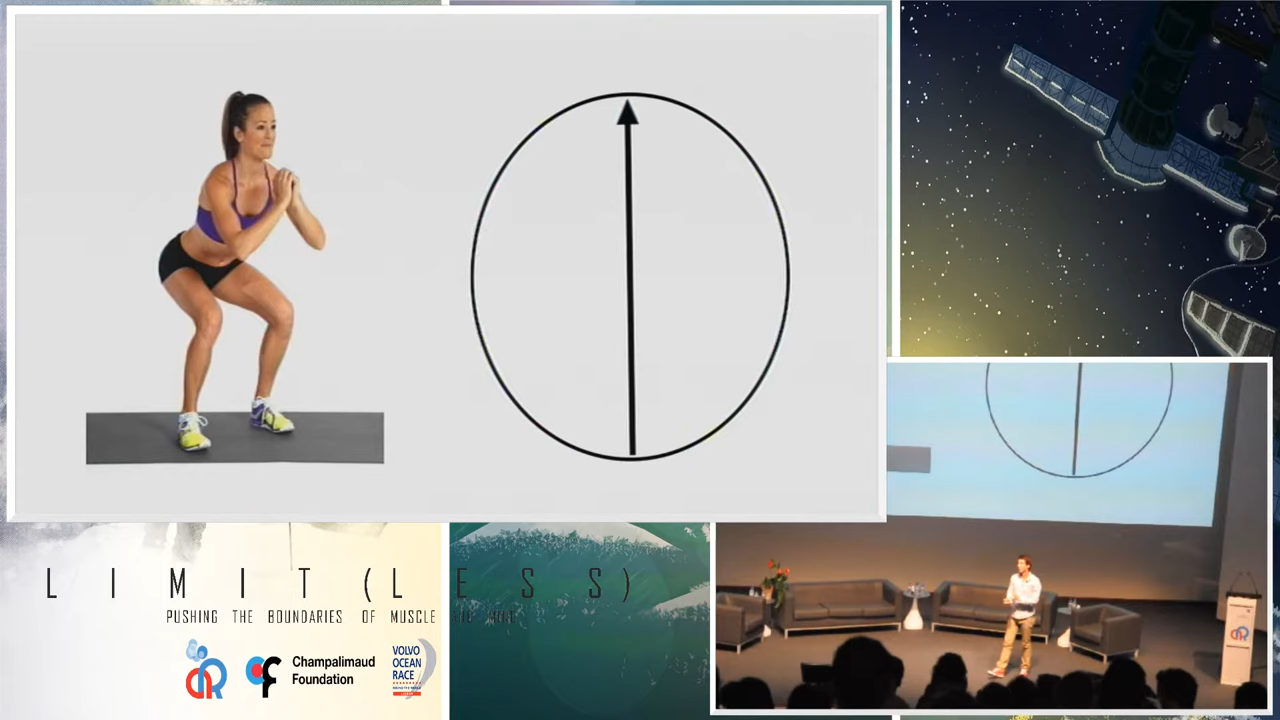 L I M I T ( L E S S )
PUSHING THE BOUNDARIES OF MUSCLE
Champalimaud
Foundation
VOLVO
OCEAN
RACE